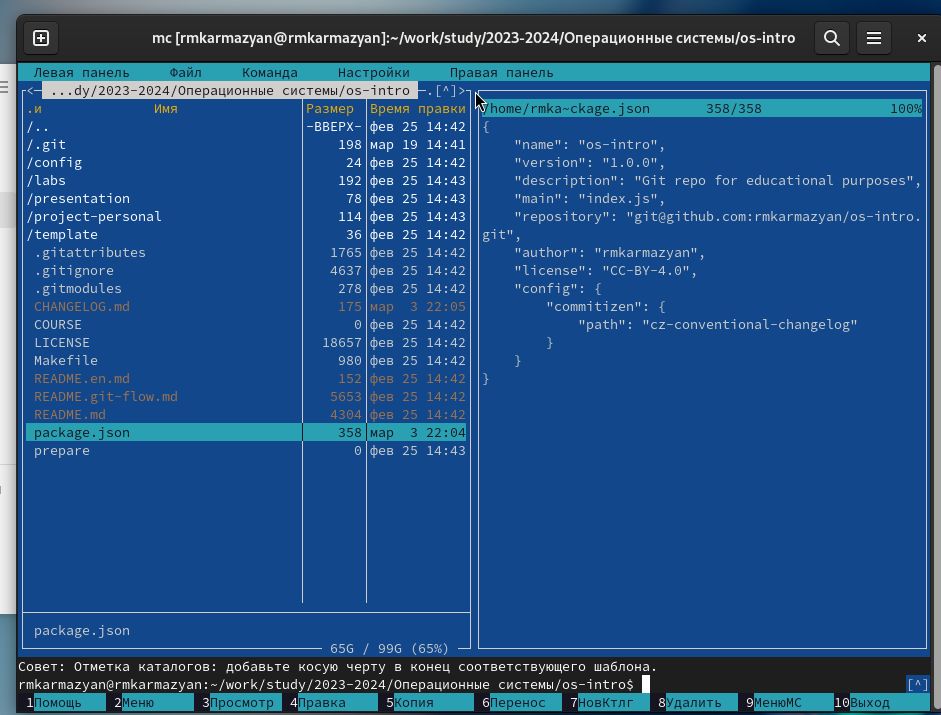 mc [rmkarmazyan@rmkarmazyan]:~/work/study/2023-2024/Операционные системы/os-intro
Левая панель Файл Команда Настройки Правая панель
<─ ...dy/2023-2024/Операционные системы/os-intro ─.[^]>
.и Имя Размер Время правки
/.. -ВВЕРХ- фев 25 14:42
/.git 198 мар 19 14:41
/config 24 фев 25 14:42
/labs 192 фев 25 14:43
/presentation 78 фев 25 14:43
/project-personal 114 фев 25 14:43
/template 36 фев 25 14:42
.gitattributes 1765 фев 25 14:42
.gitignore 4637 фев 25 14:42
.gitmodules 278 фев 25 14:42
CHANGELOG.md 175 мар 3 22:05
COURSE 0 фев 25 14:42
LICENSE 18657 фев 25 14:42
Makefile 980 фев 25 14:42
README.en.md 152 фев 25 14:42
README.git-flow.md 5653 фев 25 14:42
README.md 4304 фев 25 14:42
package.json 358 мар 3 22:04
prepare 0 фев 25 14:43
package.json
65G / 99G (65%)
/home/rmka~ckage.json 358/358 100%
{
"name": "os-intro",
"version": "1.0.0",
"description": "Git repo for educational purposes",
"main": "index.js",
"repository": "git@github.com:rmkarmazyan/os-intro.
git",
"author": "rmkarmazyan",
"license": "CC-BY-4.0",
"config": {
"commitizen": {
"path": "cz-conventional-changelog"
}
}
}
Совет: Отметка каталогов: добавьте косую черту в конец соответствующего шаблона.
rmkarmazyan@rmkarmazyan:~/work/study/2023-2024/Операционные системы/os-intro$ [^]
1Помощь 2Меню 3Просмотр 4Правка 5Копия 6Перенос 7НовКтлг 8Удалить 9МенюMC 10Выход